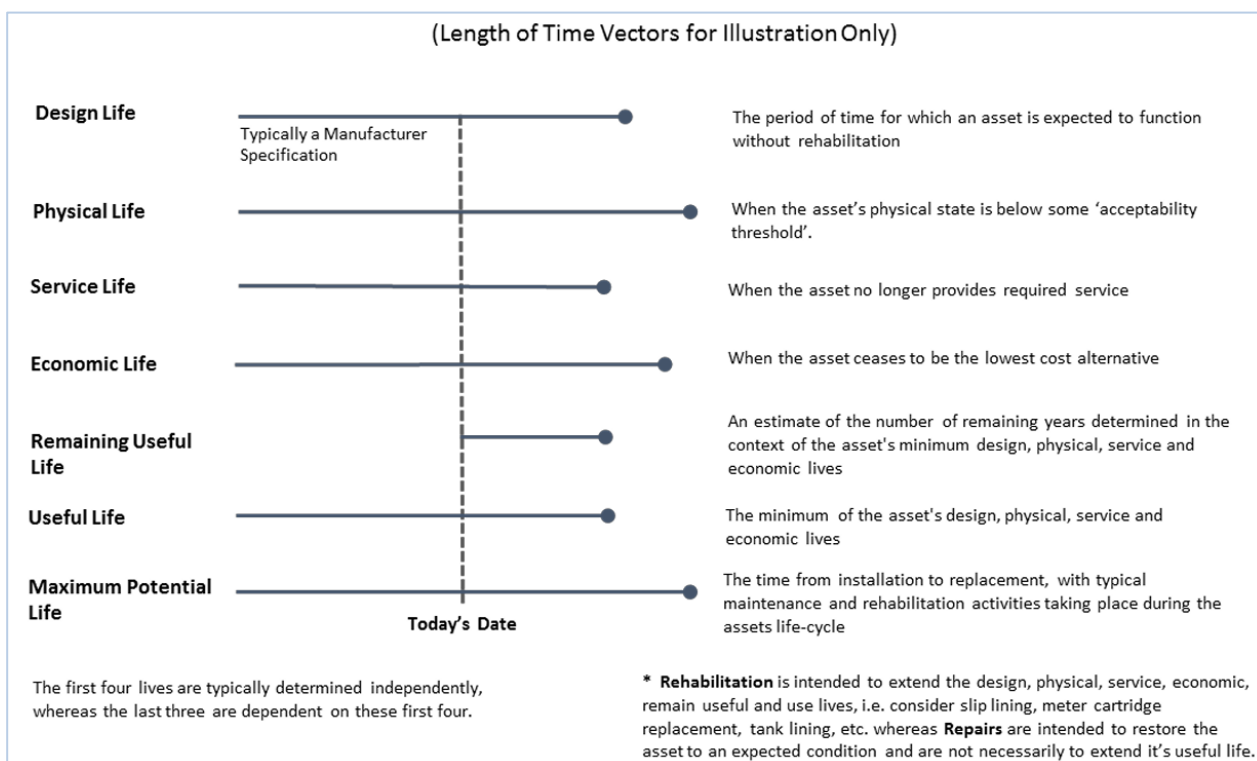 (Length of Time Vectors for Illustration Only)
Design Life
Typically a Manufacturer
Specification
The period of time for which an asset is expected to function
without rehabilitation
Physical Life
When the asset's physical state is below some 'acceptability
threshold'.
Service Life
When the asset no longer provides required service
Economic Life
When the asset ceases to be the lowest cost alternative
Remaining Useful
Life
An estimate of the number of remaining years determined in the
context of the asset's minimum design, physical, service and
economic lives
Useful Life
The minimum of the asset's design, physical, service and
economic lives
Maximum Potential
Life
The time from installation to replacement, with typical
maintenance and rehabilitation activities taking place during the
assets life-cycle
Today's Date
The first four lives are typically determined independently,
whereas the last three are dependent on these first four.
* Rehabilitation is intended to extend the design, physical, service, economic,
remain useful and use lives, i.e. consider slip lining, meter cartridge
replacement, tank lining, etc. whereas Repairs are intended to restore the
asset to an expected condition and are not necessarily to extend it's useful life.